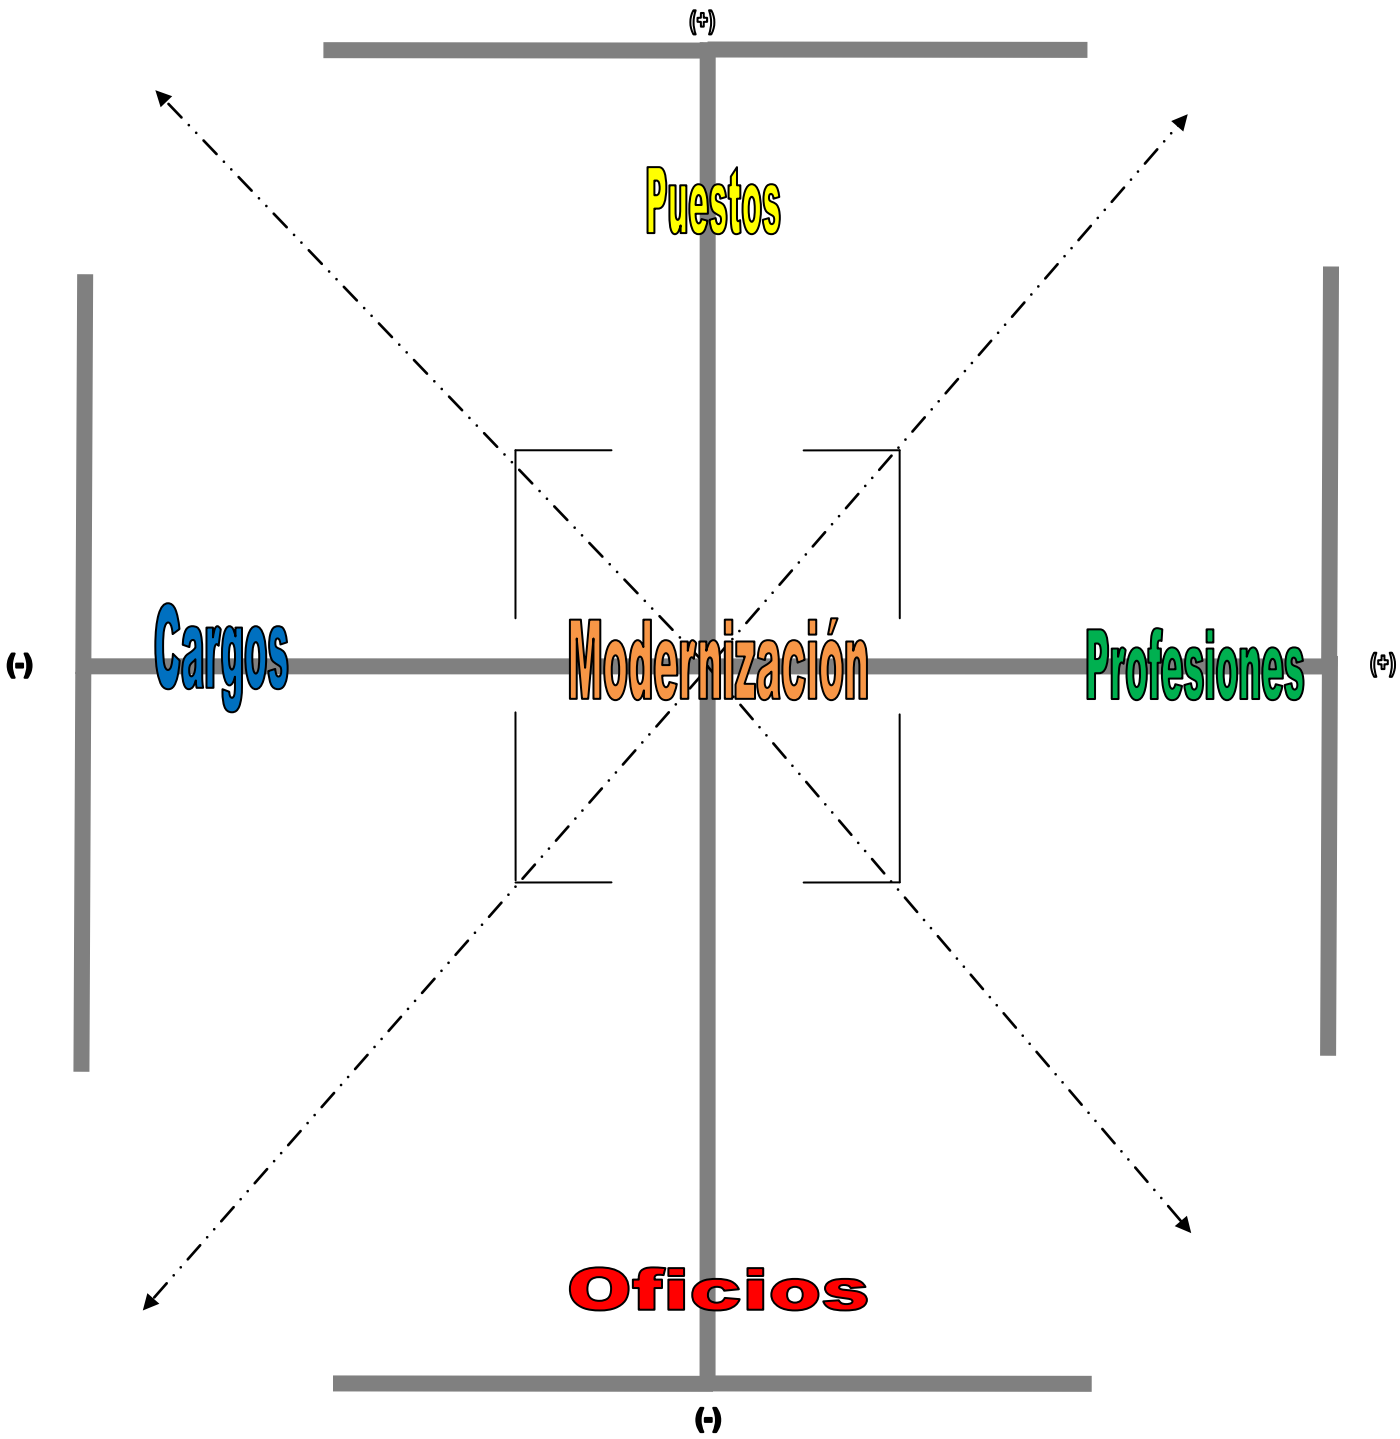 (+)
Puestos
(-)
Cargos
Modernización
Profesiones
(+)
Oficios
(-)